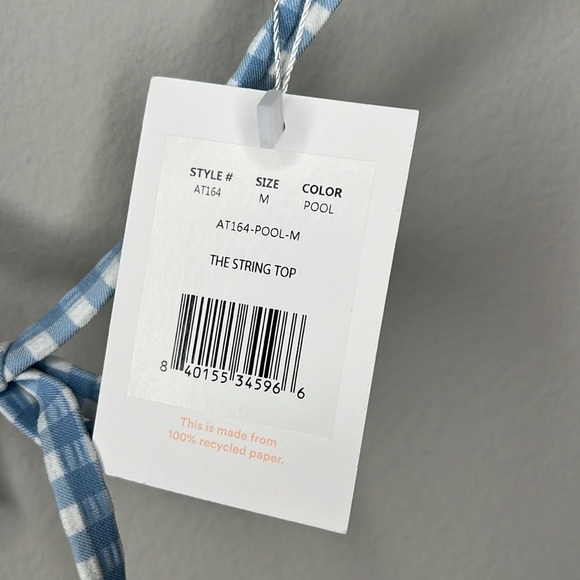 STYLE # SIZE COLOR
AT164 M POOL
AT164-POOL-M
THE STRING TOP
8 40155 34596 6
This is made from
100% recycled paper.